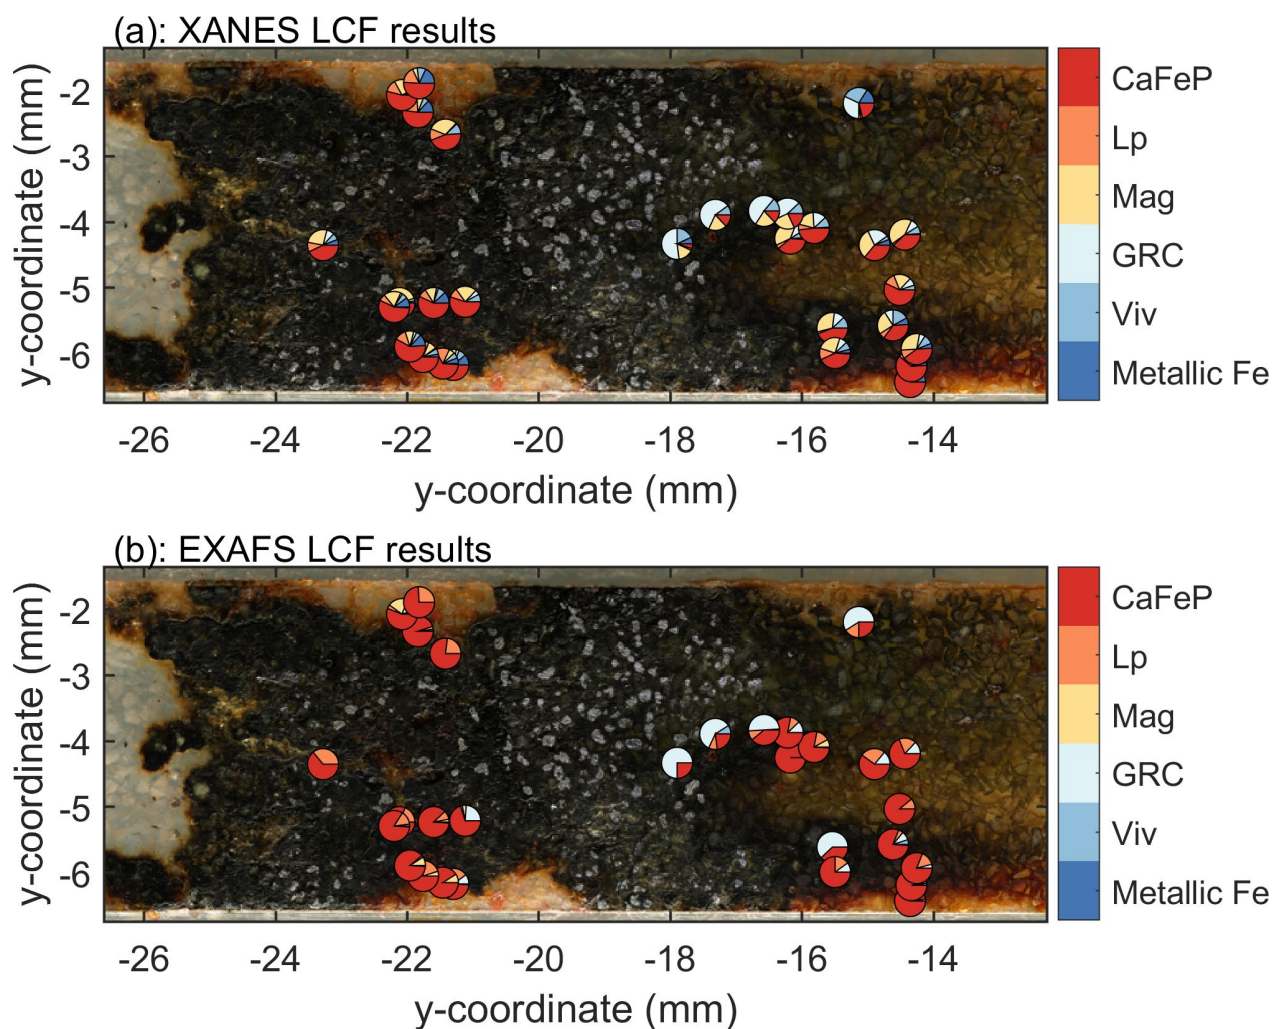 (a): XANES LCF results
y-coordinate (mm)
-2
-3
-4
-5
-6
-26
-24
-22
-20
-18
-16
-14
y-coordinate (mm)
CaFeP
Lp
Mag
GRC
Viv
Metallic Fe
(b): EXAFS LCF results
y-coordinate (mm)
-2
-3
-4
-5
-6
-26
-24
-22
-20
-18
-16
-14
y-coordinate (mm)
CaFeP
Lp
Mag
GRC
Viv
Metallic Fe